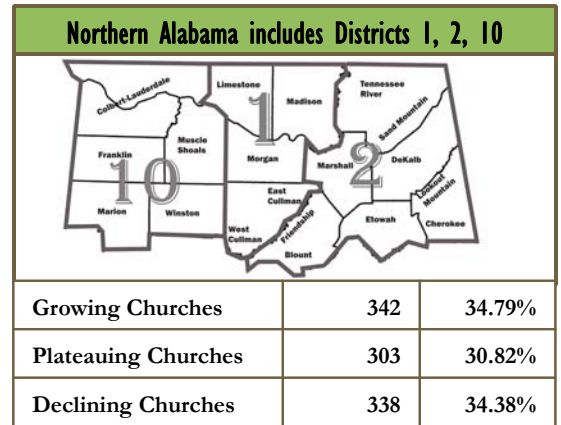 Northern Alabama includes Districts 1, 2, 10
Colbert-Lauderdale
Limestone
Madison
Tennessee
River
Sand Mountain
1
Franklin
Muscle
Shoals
Morgan
Marshall
2
DeKalb
10
Lookout
Mountain
Marion
Winston
East
Cullman
West
Cullman
Friendship
Blount
Etowah
Cherokee
Growing Churches 342 34.79%
Plateauing Churches 303 30.82%
Declining Churches 338 34.38%